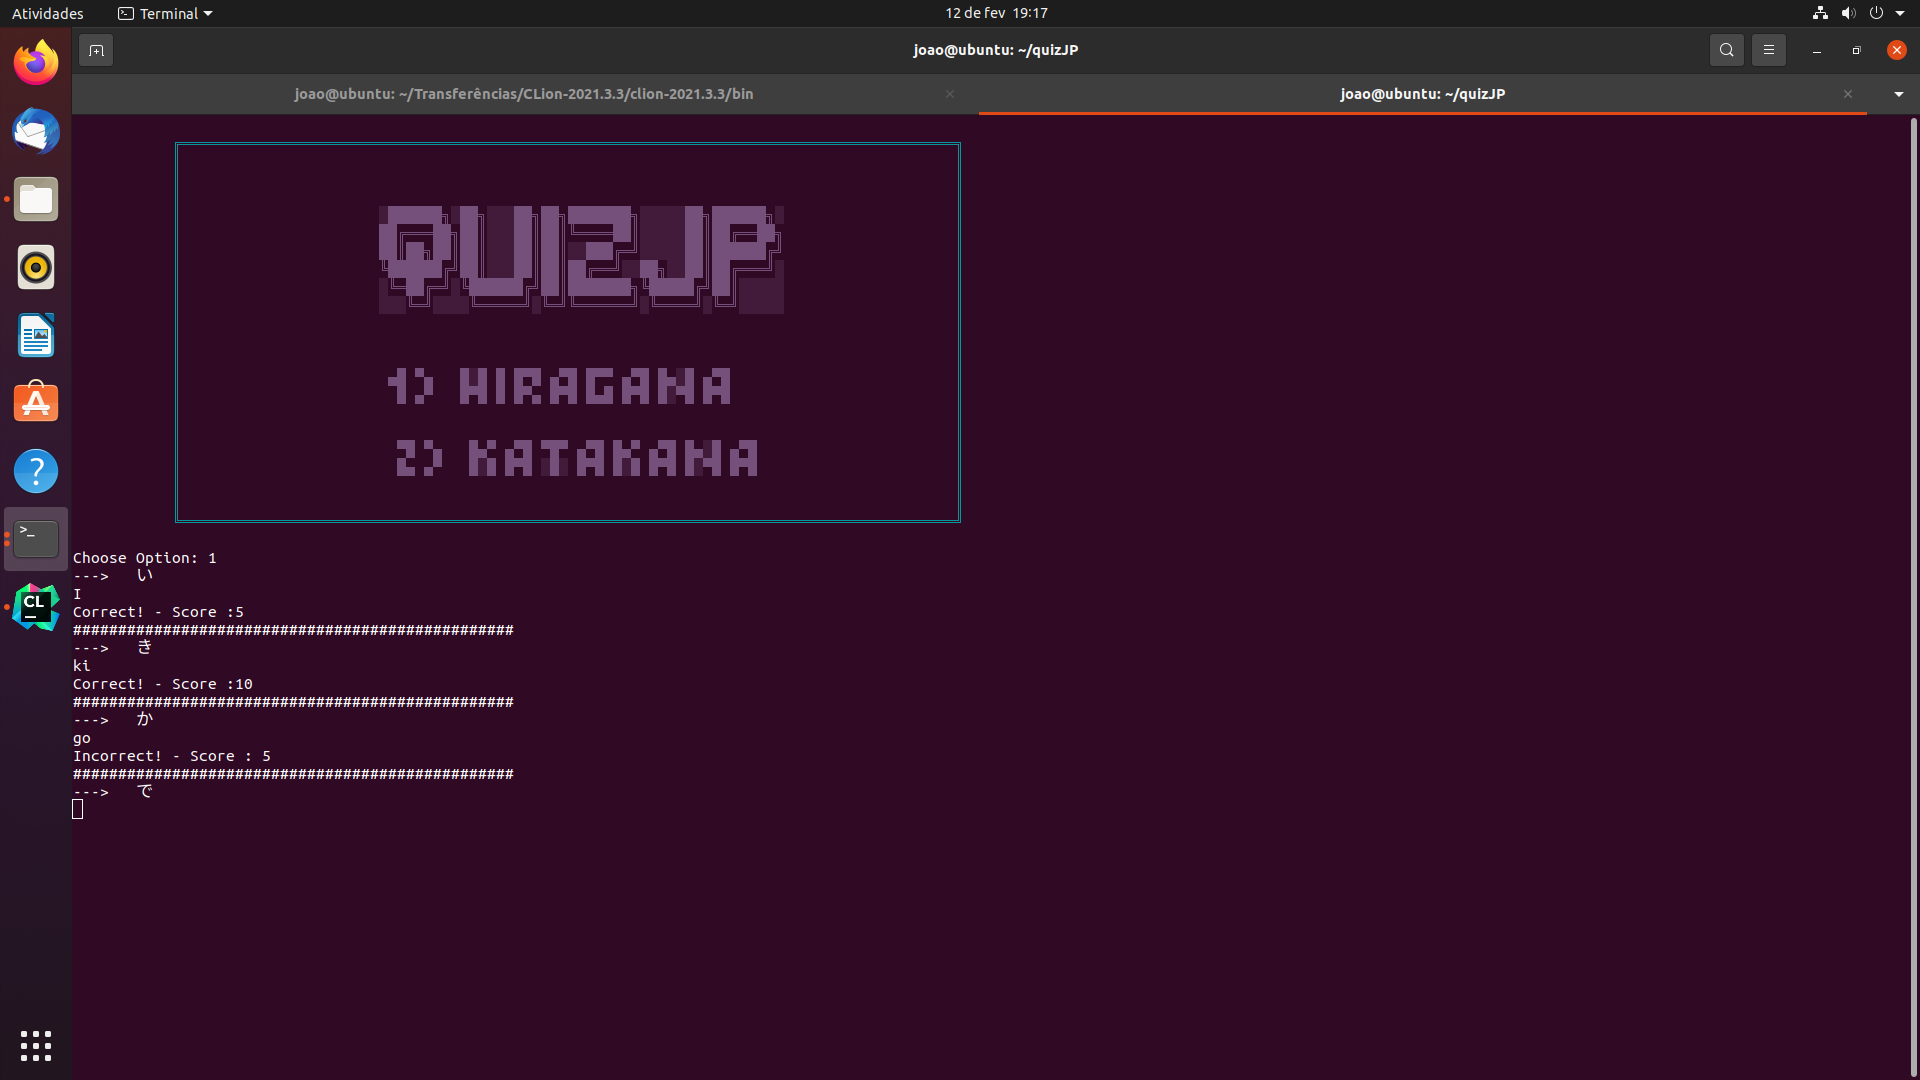 Atividades
Terminal
12 de fev 19:17
joao@ubuntu: ~/quizJP
joao@ubuntu: ~/Transferências/CLion-2021.3.3/clion-2021.3.3/bin
joao@ubuntu: ~/quizJP
QUIZJP
1) HIRAGANA
2) KATAKANA
Choose Option: 1
---> い
I
Correct! - Score :5
#################################################
---> き
ki
Correct! - Score :10
#################################################
---> か
go
Incorrect! - Score : 5
#################################################
---> で
CL